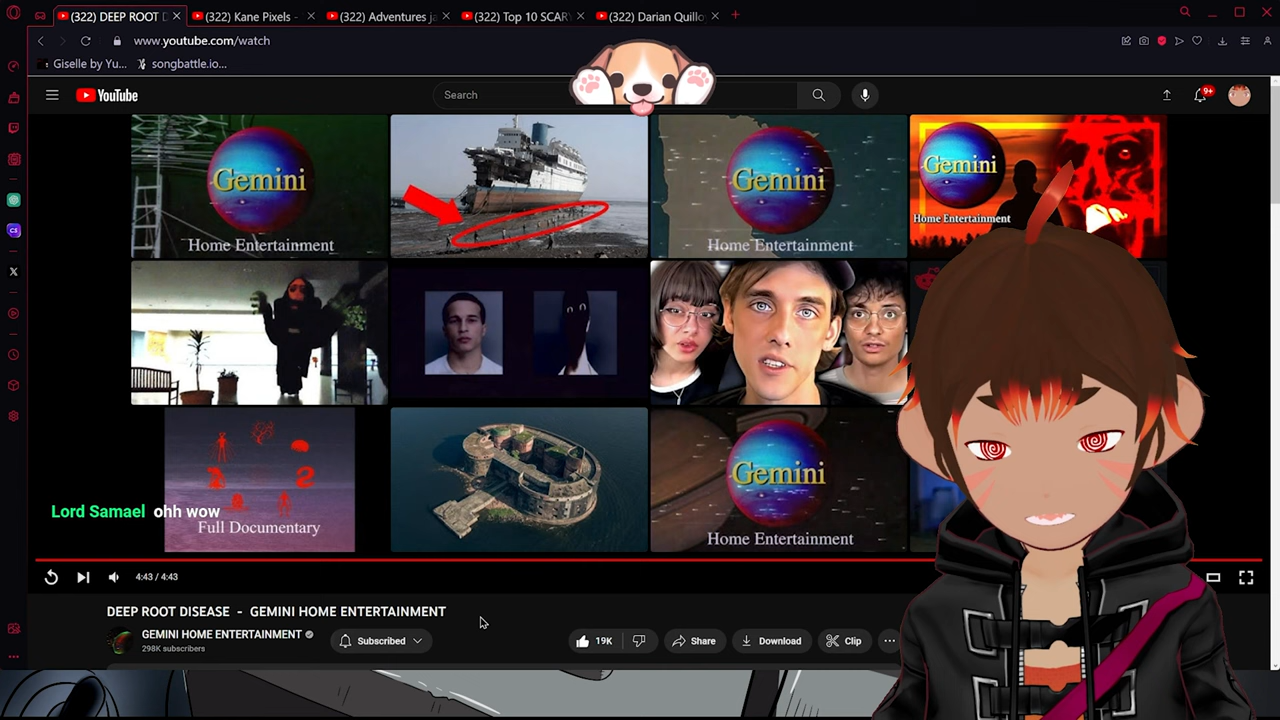 (322) DEEP ROOT D
(322) Kane Pixels -
(322) Adventures ja
(322) Top 10 SCAR
(322) Darian Quillo
www.youtube.com/watch
Giselle by Yu...
songbattle.io...
YouTube
Search
9+
Gemini
Home Entertainment
Gemini
Home Entertainment
Gemini
Home Entertainment
2
Full Documentary
Gemini
Home Entertainment
Lord Samael ohh wow
4:43 / 4:43
DEEP ROOT DISEASE - GEMINI HOME ENTERTAINMENT
GEMINI HOME ENTERTAINMENT
298K subscribers
Subscribed
19K
Share
Download
Clip
CS
X